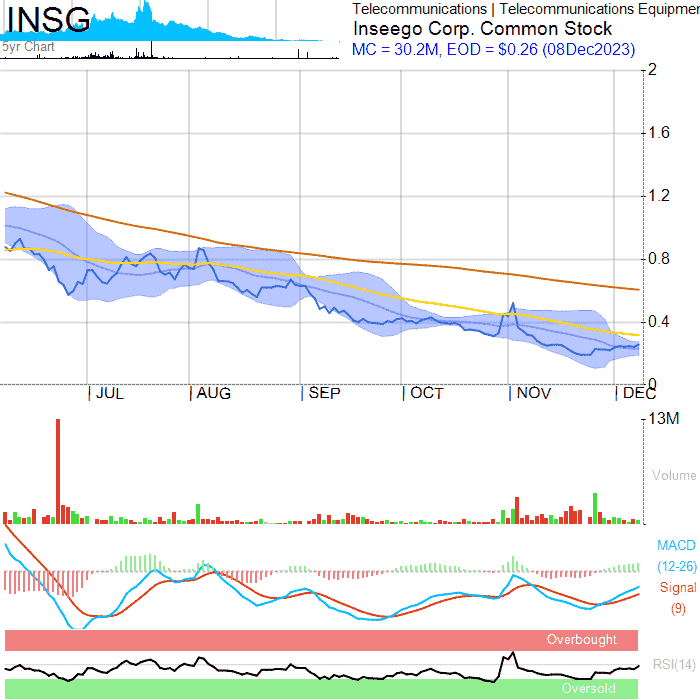 INSG
5yr Chart
Telecommunications | Telecommunications Equipmen
Inseego Corp. Common Stock
MC = 30.2M, EOD = $0.26 (08Dec2023)
2
1.6
1.2
0.8
0.4
0
JUL
AUG
SEP
OCT
NOV
DEC
13M
Volume
MACD
(12-26)
Signal
(9)
Overbought
RSI(14)
Oversold